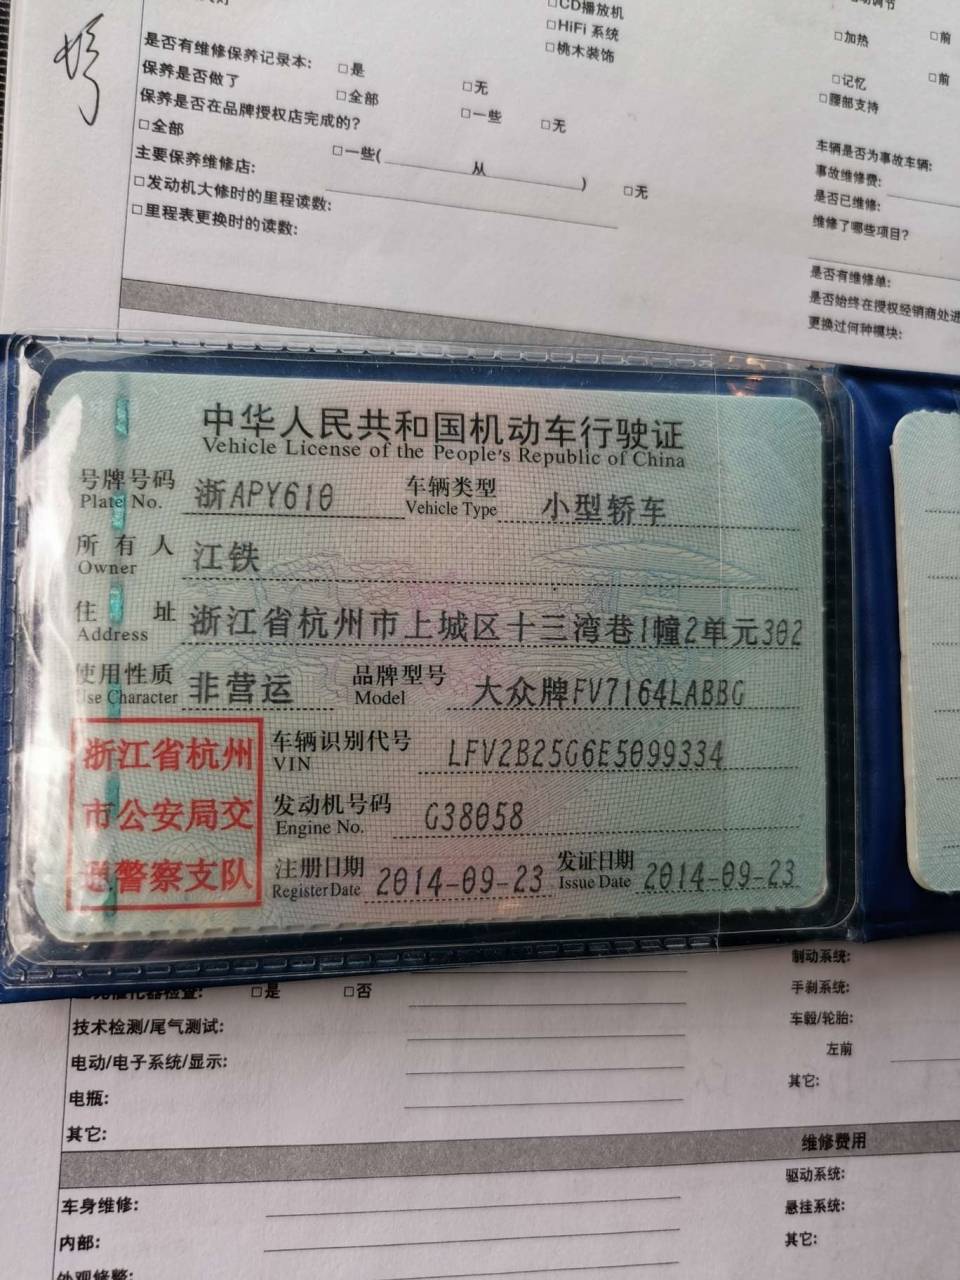 □CD播放机
□HiFi 系统
□桃木装饰
□加热
□前
□记忆
□前
□腰部支持
是否有维修保养记录本: □是 □无
保养是否做了 □全部 □一些 □无
保养是否在品牌授权店完成的?
□全部 □一些( 从 ) □无
主要保养维修店:
□发动机大修时的里程读数:
□里程表更换时的读数:
车辆是否为事故车辆:
事故维修费:
是否已维修:
维修了哪些项目?
是否有维修单:
是否始终在授权经销商处进
更换过何种模块:
中华人民共和国机动车行驶证
Vehicle License of the People's Republic of China
号牌号码 浙APY610 车辆类型 小型轿车
Plate No. Vehicle Type
所有人 江铁
Owner
住址 浙江省杭州市上城区十三湾巷1幢2单元302
Address
使用性质 非营运 品牌型号 大众牌FV7164LABBG
Use Character Model
浙江省杭州
市公安局交
通警察支队
车辆识别代号 LFV2B25G6E5099334
VIN
发动机号码 G38058
Engine No.
注册日期 2014-09-23 发证日期 2014-09-23
Register Date Issue Date
□是 □否
技术检测/尾气测试:
电动/电子系统/显示:
电瓶:
其它:
制动系统:
手刹系统:
车毂/轮胎:
左前
其它:
维修费用
车身维修:
内部:
外观修整:
驱动系统:
悬挂系统:
其它: